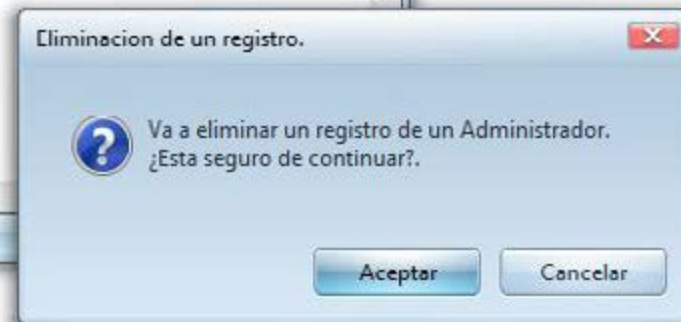 Eliminacion de un registro.
Va a eliminar un registro de un Administrador.
¿Esta seguro de continuar?.
Aceptar
Cancelar